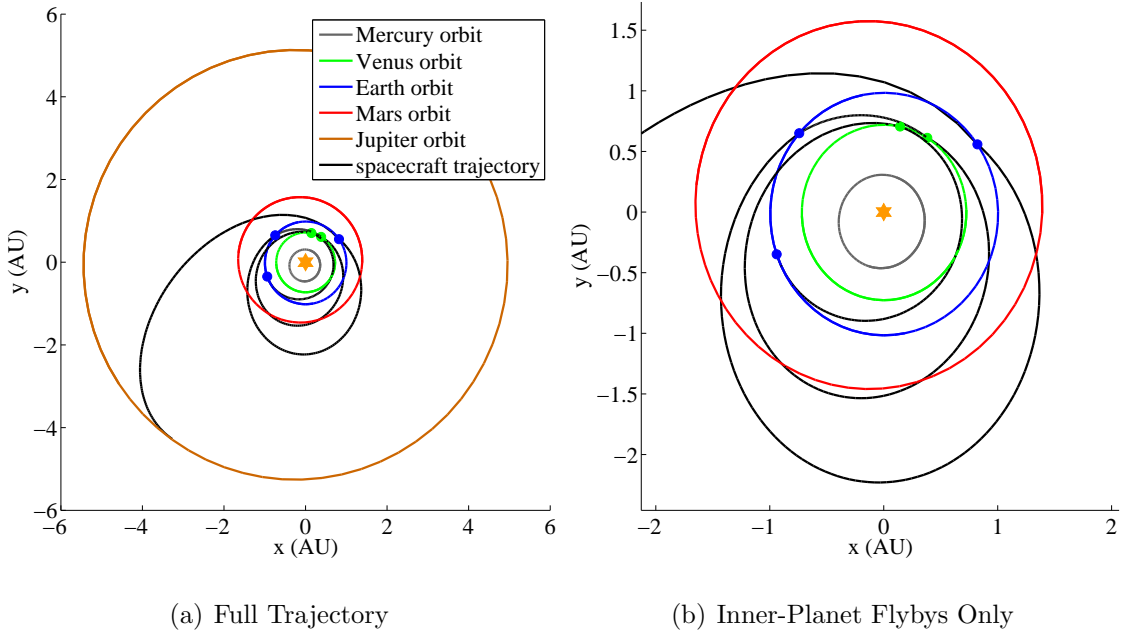 6
4
2
0
−2
−4
−6
y (AU)
−6
−4
−2
0
2
4
6
x (AU)
Mercury orbit
Venus orbit
Earth orbit
Mars orbit
Jupiter orbit
spacecraft trajectory
(a) Full Trajectory
1.5
1
0.5
0
−0.5
−1
−1.5
−2
y (AU)
−2
−1
0
1
2
x (AU)
(b) Inner-Planet Flybys Only